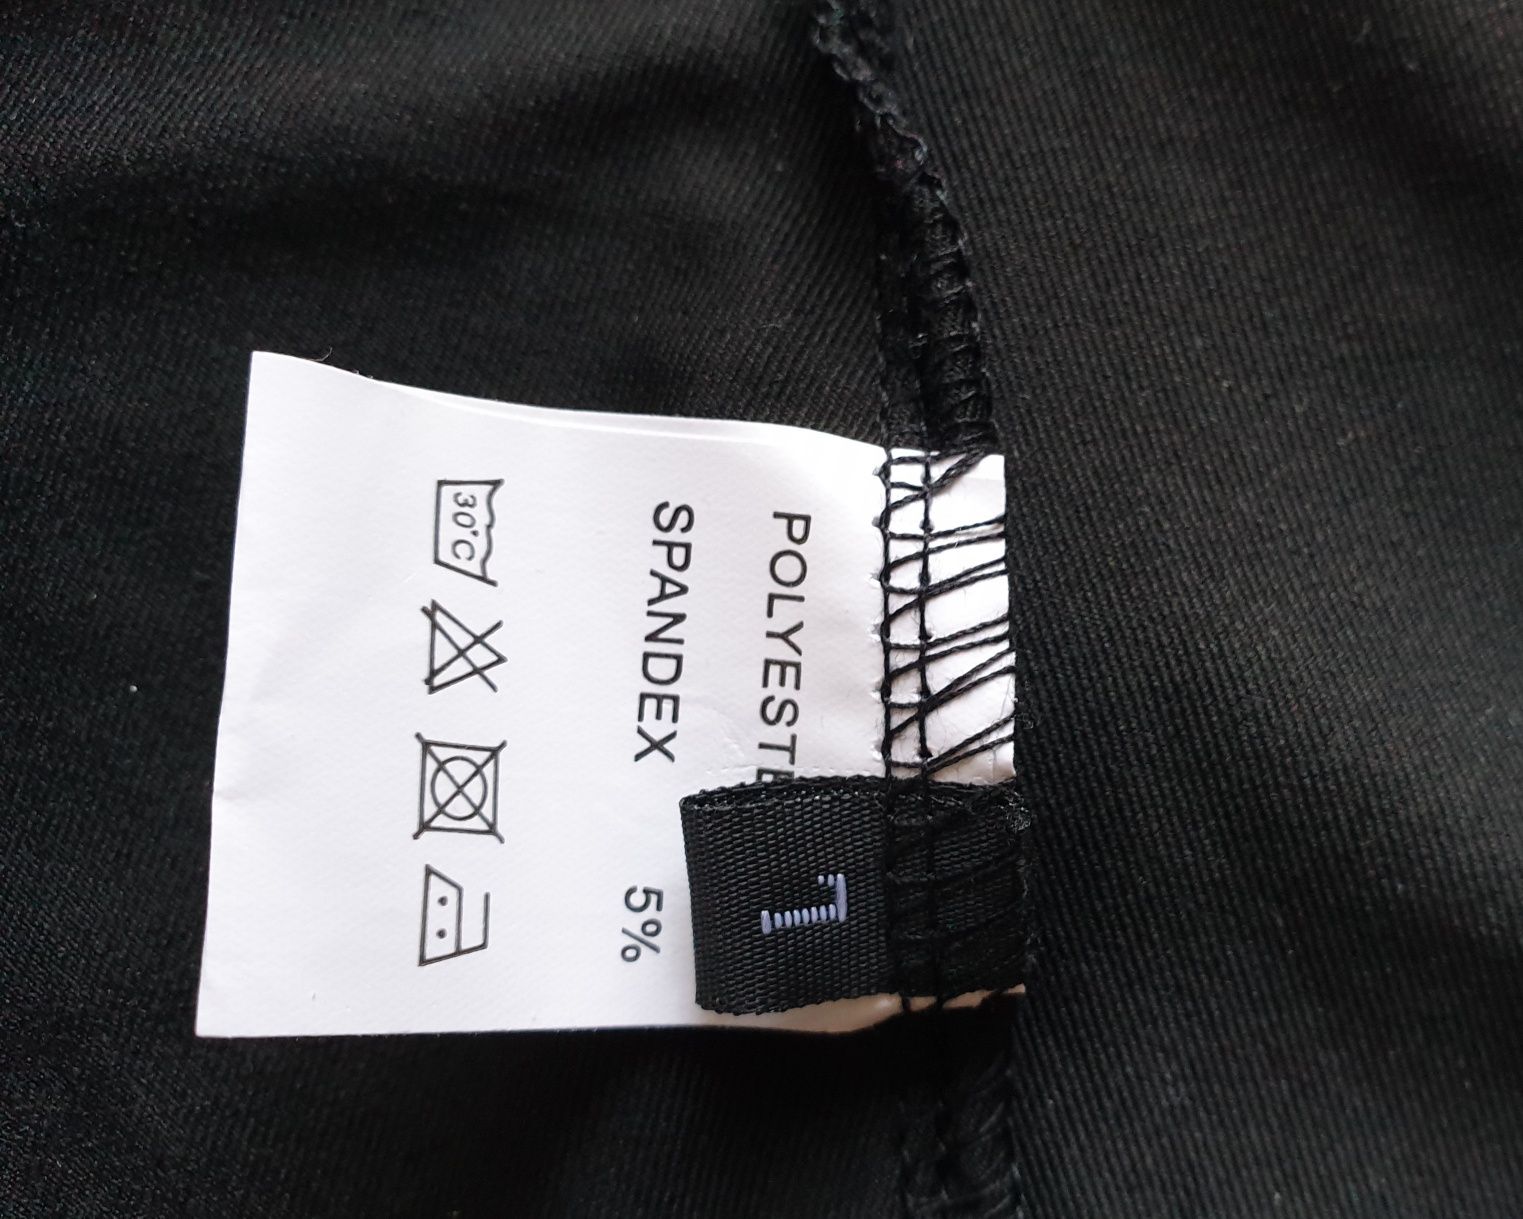 POLYESTE
SPANDEX 5%
30°C
L